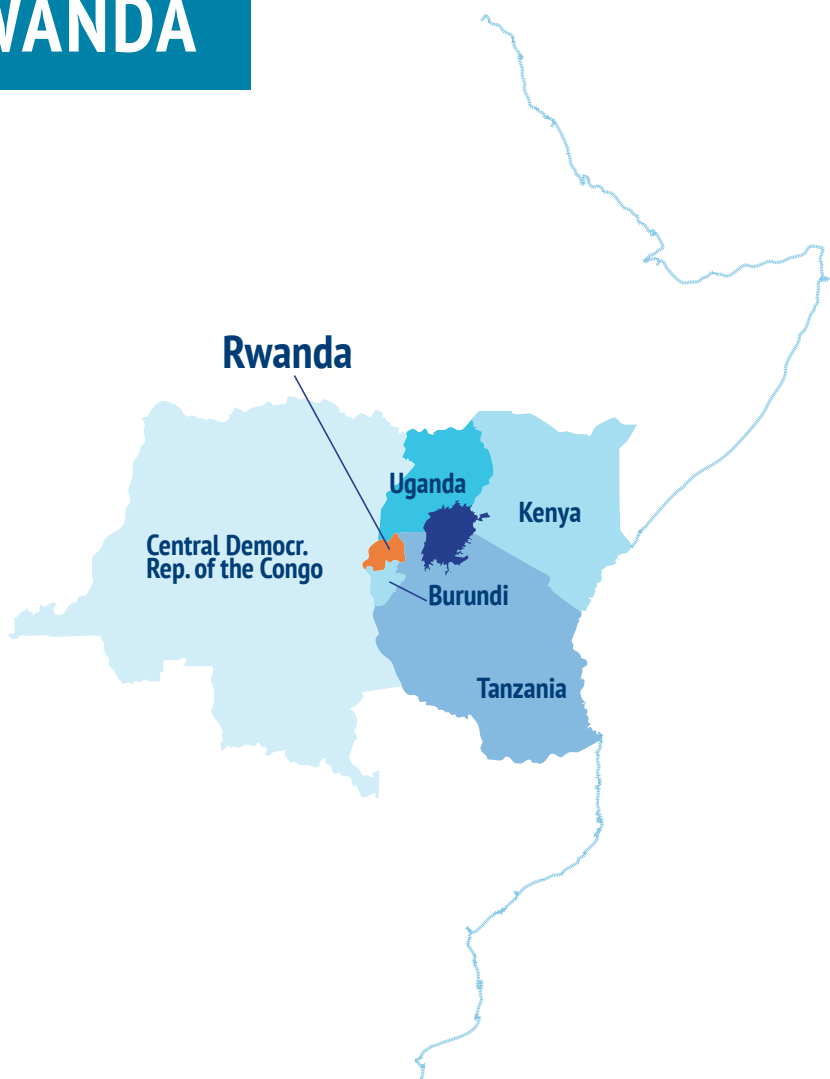 WANDA
Rwanda
Uganda
Kenya
Central Democr.
Rep. of the Congo
Burundi
Tanzania